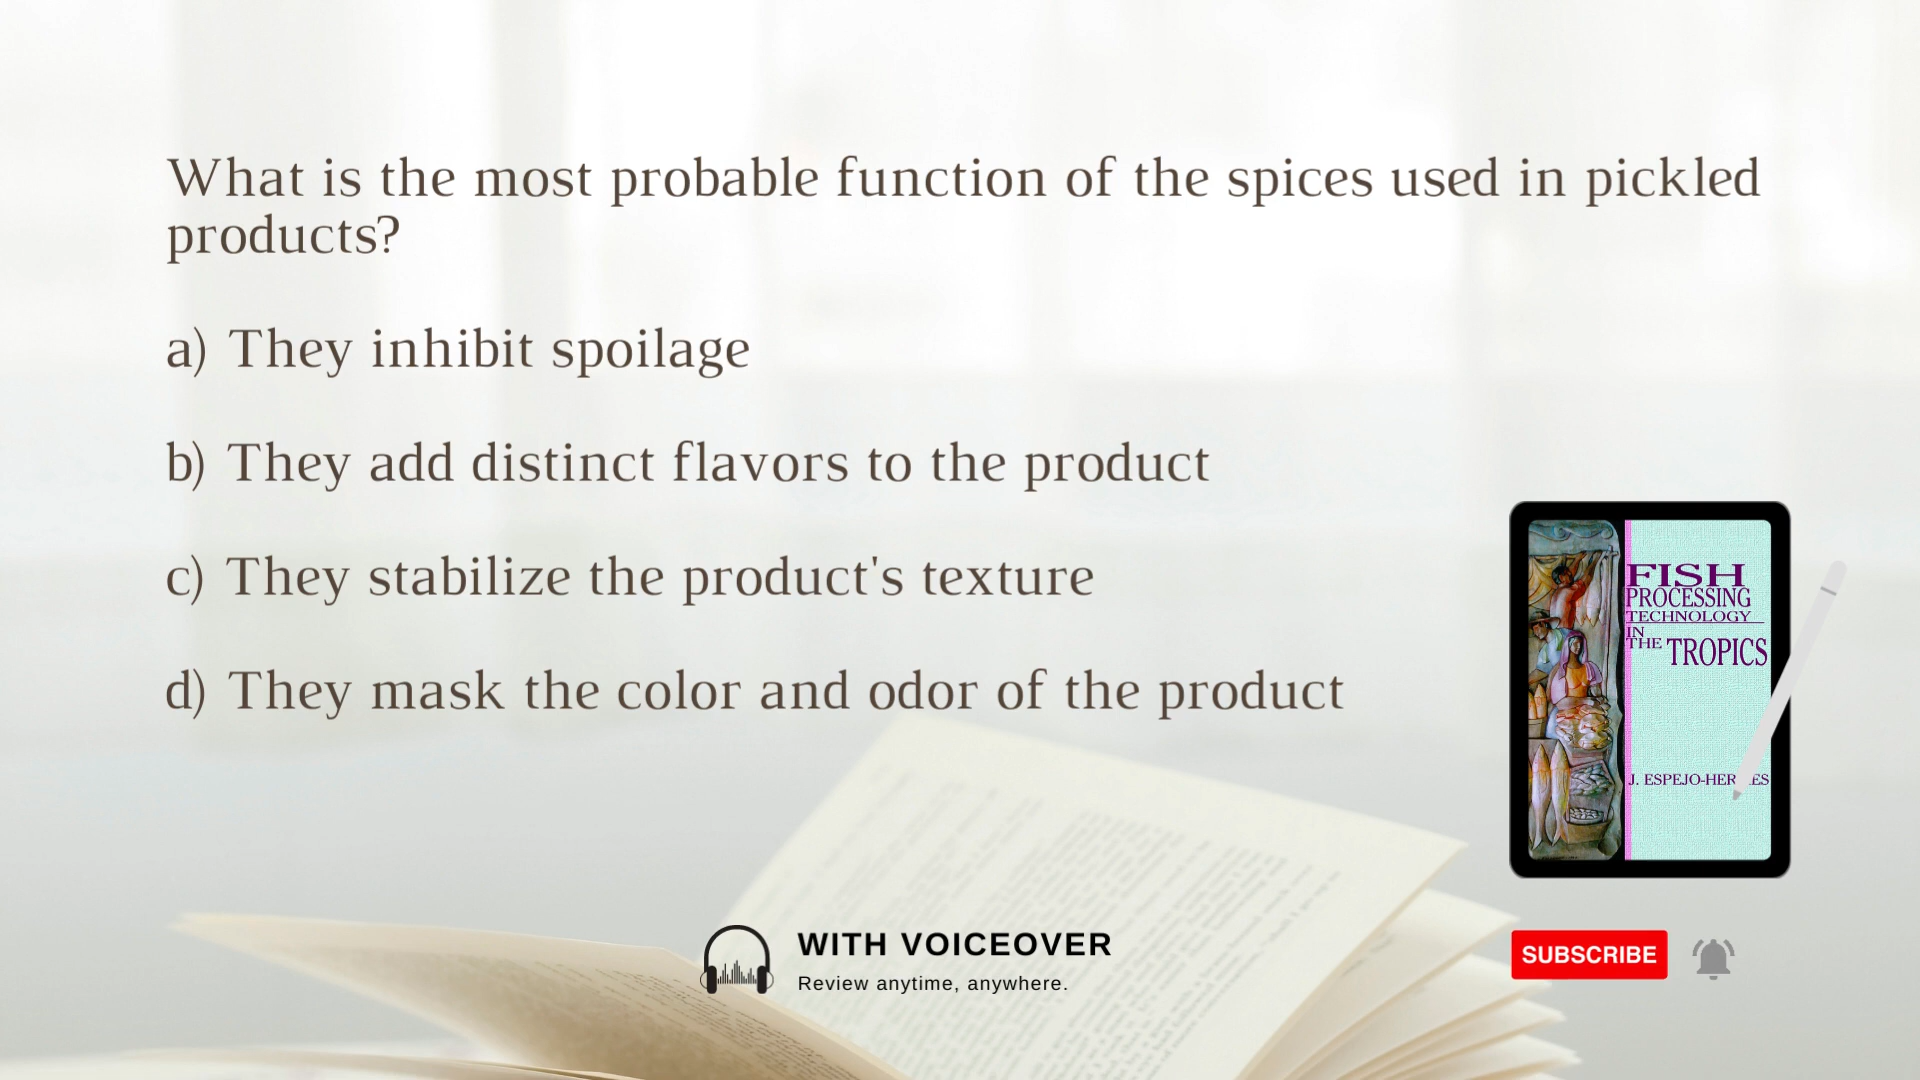 What is the most probable function of the spices used in pickled
products?
a) They inhibit spoilage
b) They add distinct flavors to the product
c) They stabilize the product's texture
d) They mask the color and odor of the product
FISH
PROCESSING
TECHNOLOGY
IN
THE TROPICS
J. ESPEJO-
WITH VOICEOVER
Review anytime, anywhere.
SUBSCRIBE